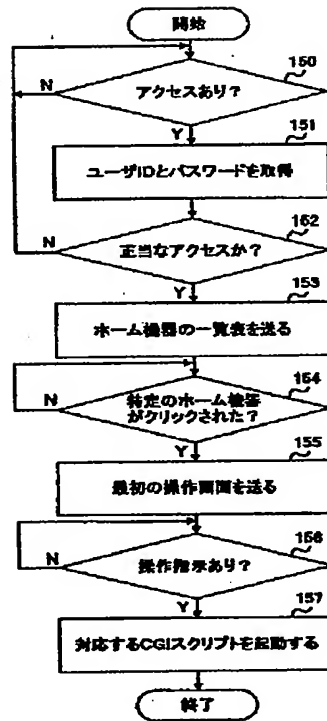 開始
150
アクセスあり?
N
Y
151
ユーザIDとパスワードを取得
152
正当なアクセスか?
N
Y
153
ホーム機器の一覧表を送る
154
特定のホーム機器
がクリックされた?
N
Y
155
最初の操作画面を送る
156
操作指示あり?
N
Y
157
対応するCGIスクリプトを起動する
終了